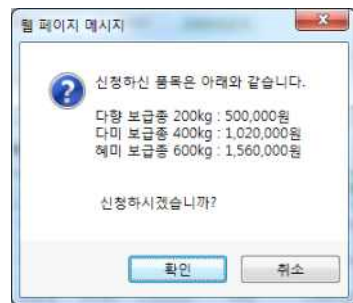 웹 페이지 메시지
신청하신 품목은 아래와 같습니다.
다향 보급종 200kg : 500,000원
다미 보급종 400kg : 1,020,000원
혜미 보급종 600kg : 1,560,000원
신청하시겠습니까?
확인
취소